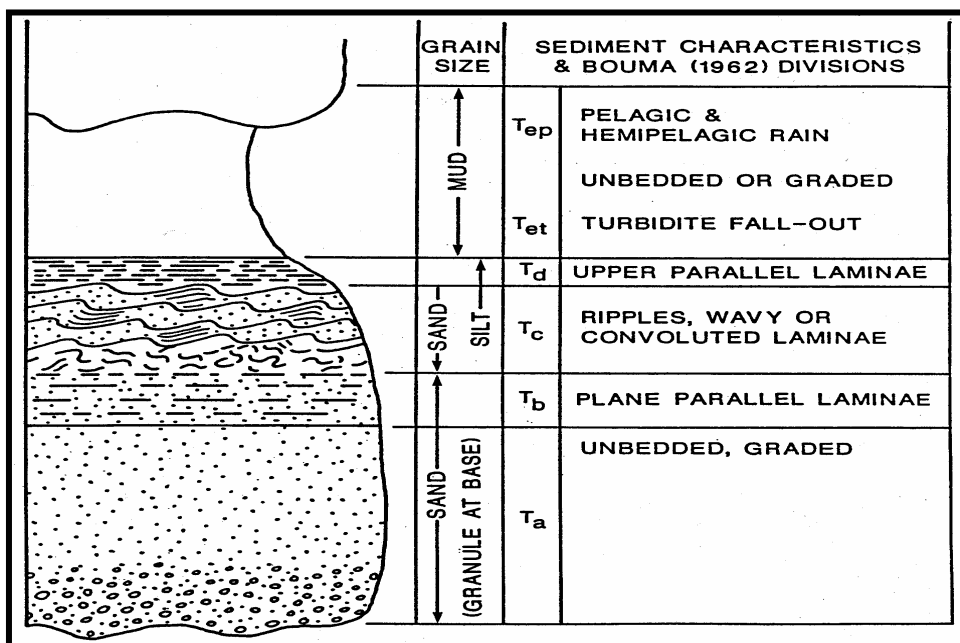 GRAIN
SIZE
SEDIMENT CHARACTERISTICS
& BOUMA (1962) DIVISIONS
MUD
Tep
PELAGIC &
HEMIPELAGIC RAIN
UNBEDDED OR GRADED
Tet
TURBIDITE FALL-OUT
Td
UPPER PARALLEL LAMINAE
SAND
SILT
Tc
RIPPLES, WAVY OR
CONVOLUTED LAMINAE
Tb
PLANE PARALLEL LAMINAE
SAND
(GRANULE AT BASE)
Ta
UNBEDDED, GRADED